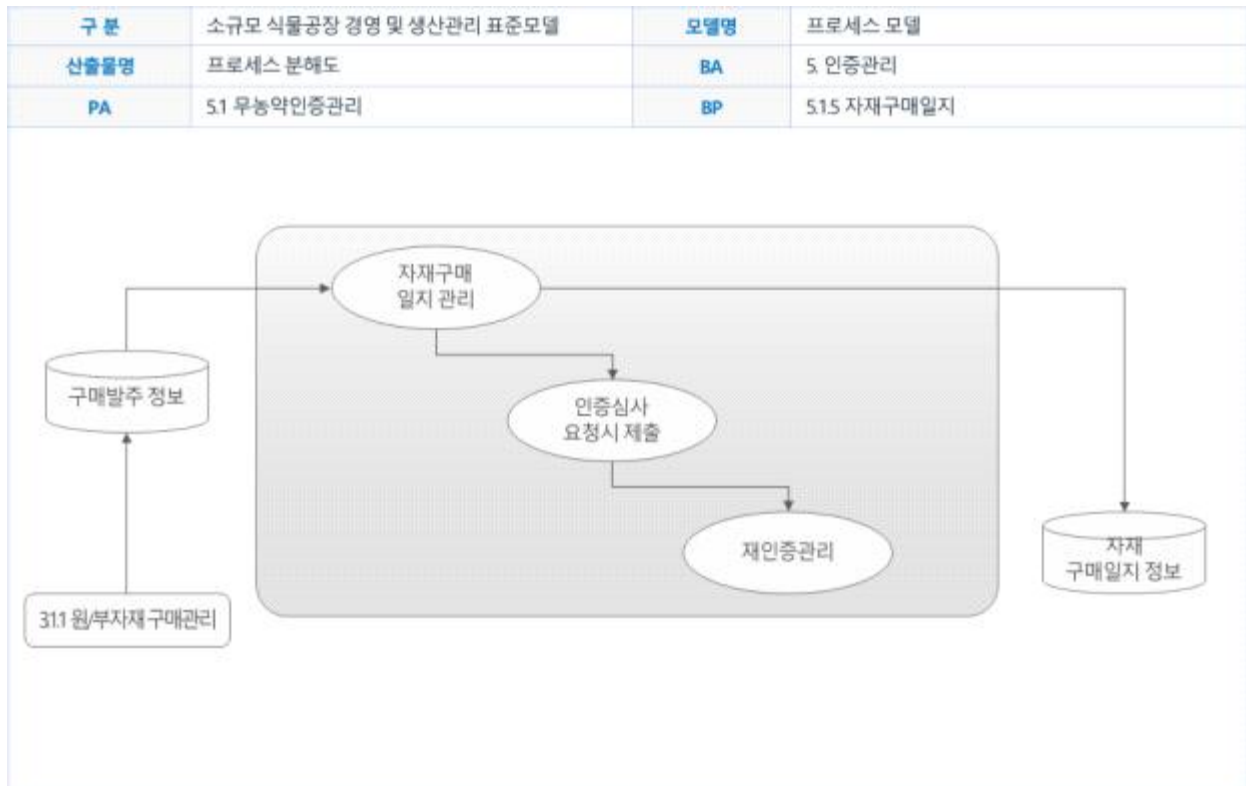 구 분 소규모 식물공장 경영 및 생산관리 표준모델 모델명 프로세스 모델
산출물명 프로세스 분해도 BA 5. 인증관리
PA 5.1 무농약인증관리 BP 5.1.5 자재구매일지
자재구매
일지 관리
구매발주 정보
인증심사
요청시 제출
재인증관리
자재
구매일지 정보
3.1.1 원/부자재 구매관리